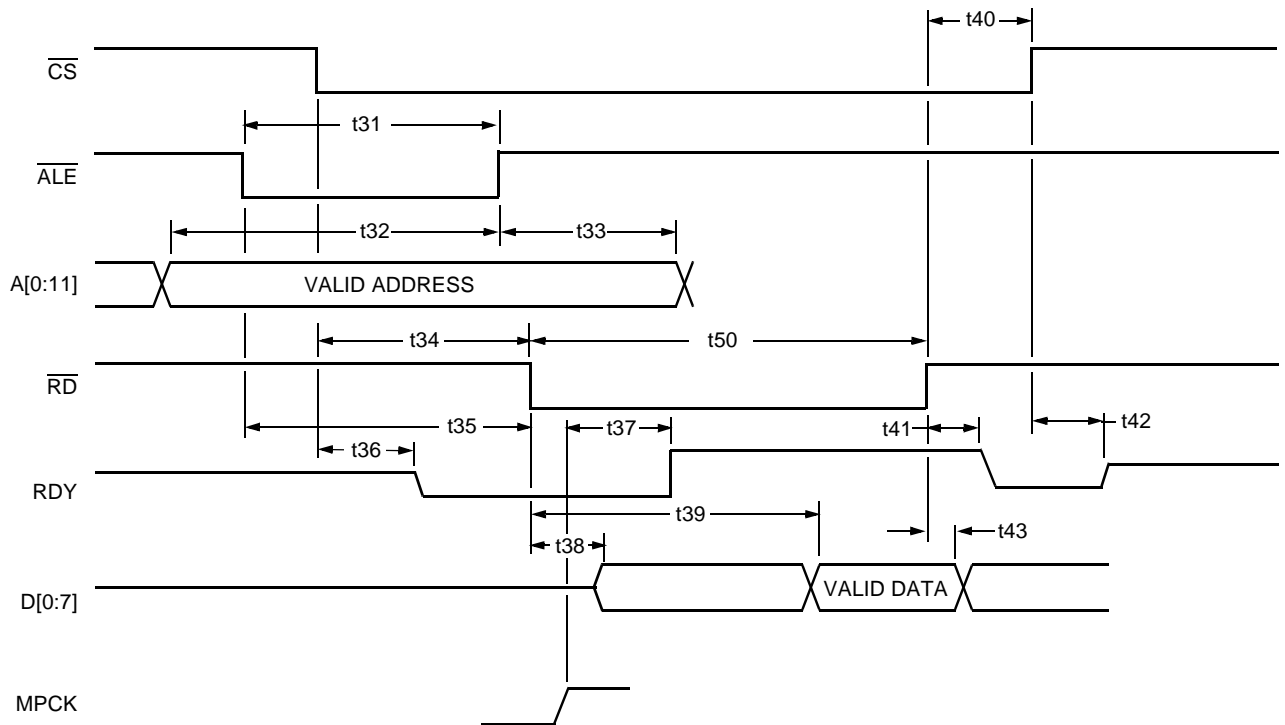 t40
CS
t31
ALE
t32
t33
A[0:11]
VALID ADDRESS
t34
t50
RD
t35
t37
t41
t42
t36
RDY
t39
t38
t43
D[0:7]
VALID DATA
MPCK